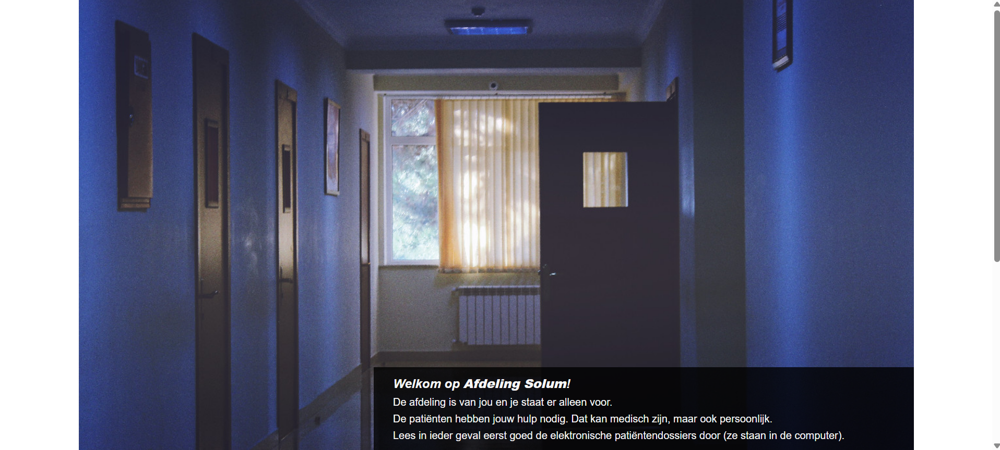 Welkom op Afdeling Solum!
De afdeling is van jou en je staat er alleen voor.
De patiënten hebben jouw hulp nodig. Dat kan medisch zijn, maar ook persoonlijk.
Lees in ieder geval eerst goed de elektronische patiëntendossiers door (ze staan in de computer).